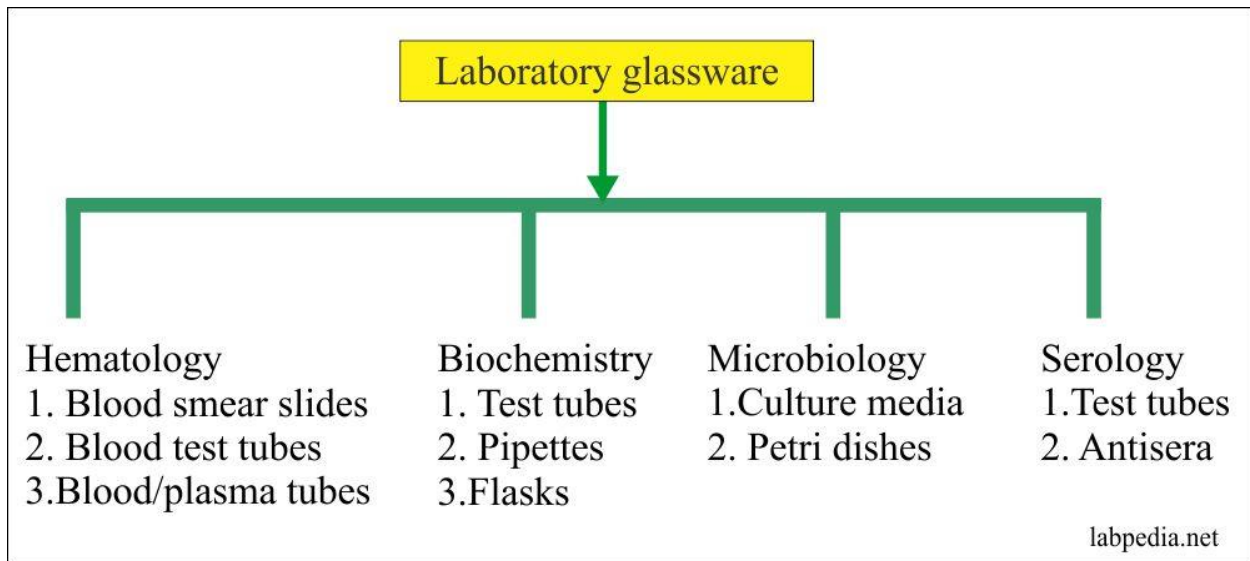 Laboratory glassware
Hematology
1. Blood smear slides
2. Blood test tubes
3.Blood/plasma tubes
Biochemistry
1. Test tubes
2. Pipettes
3.Flasks
Microbiology
1.Culture media
2. Petri dishes
Serology
1.Test tubes
2. Antisera
labpedia.net